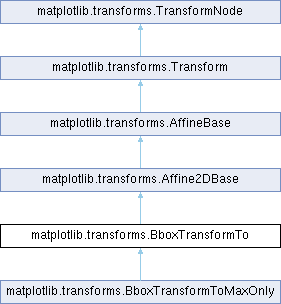 matplotlib.transforms.TransformNode
matplotlib.transforms.Transform
matplotlib.transforms.AffineBase
matplotlib.transforms.Affine2DBase
matplotlib.transforms.BboxTransformTo
matplotlib.transforms.BboxTransformToMaxOnly